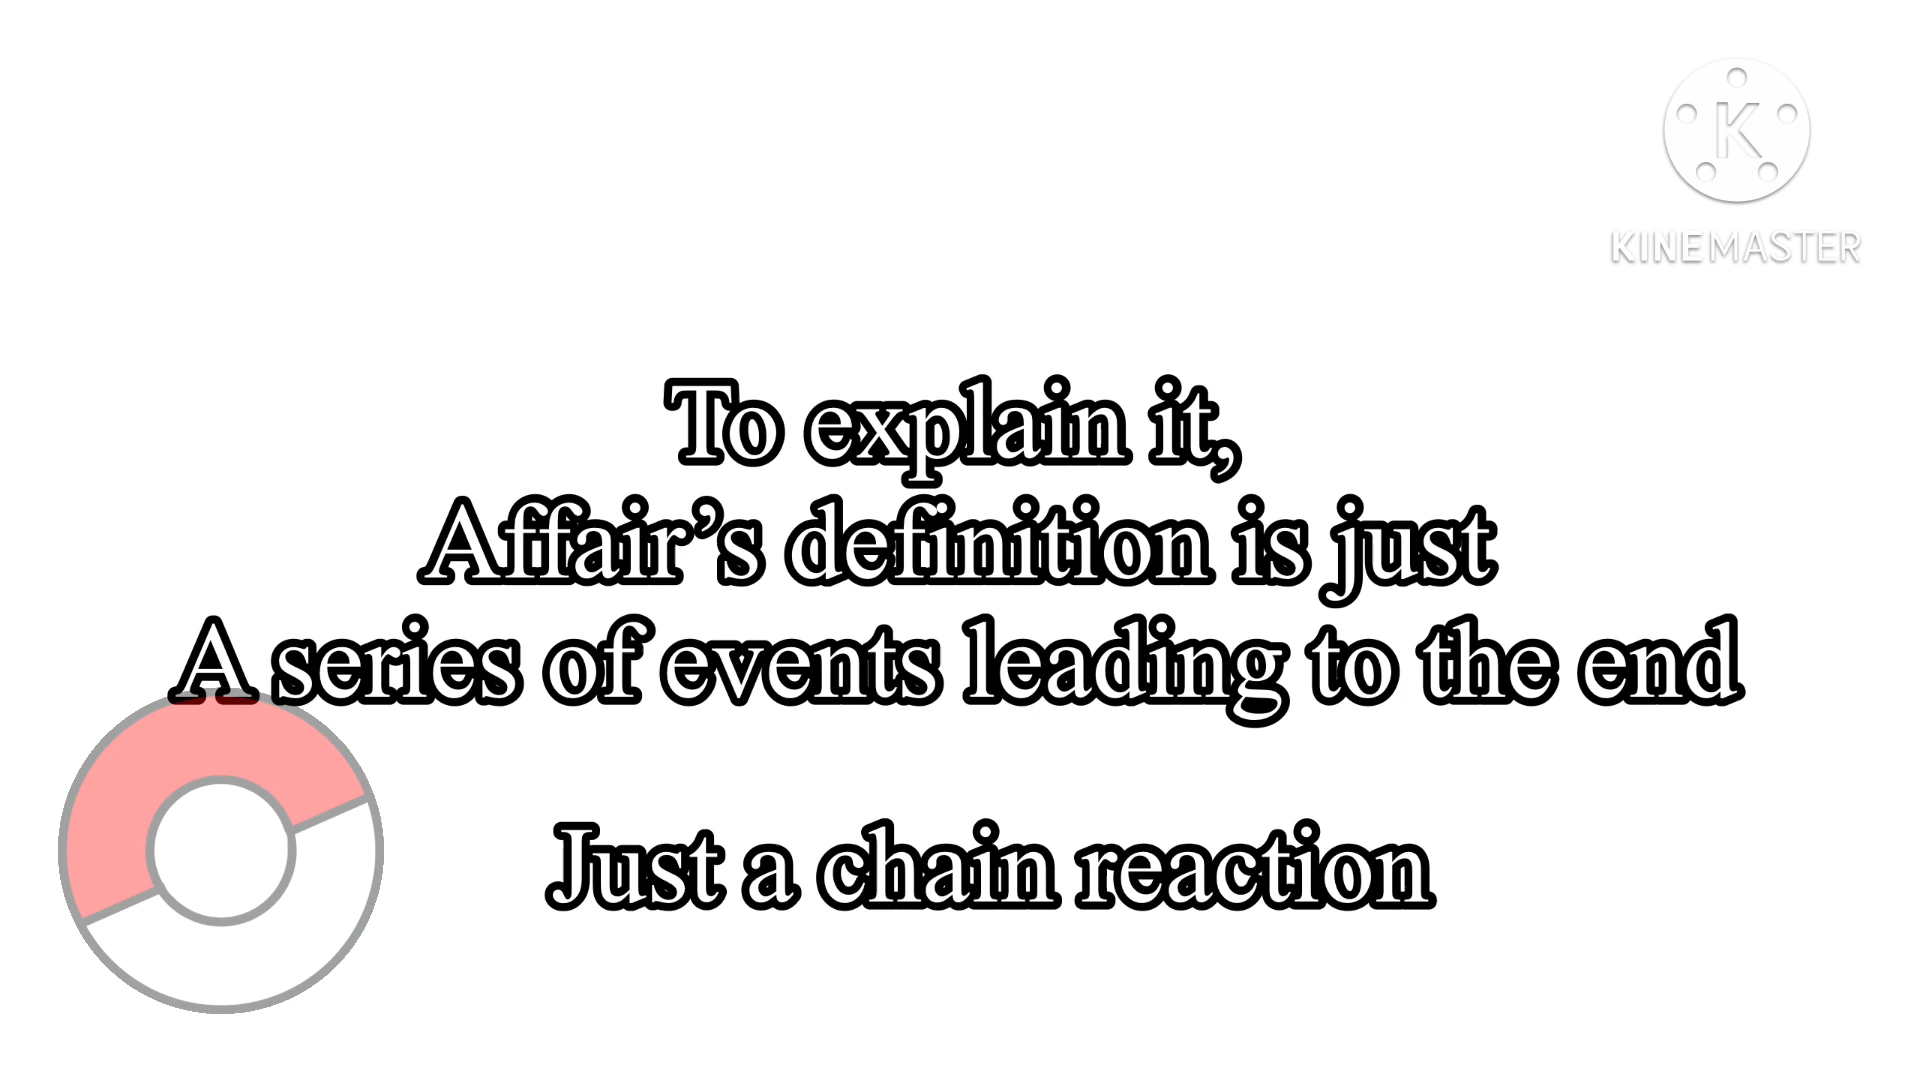 K
KINEMASTER
To explain it,
Affair’s definition is just
A series of events leading to the end
Just a chain reaction